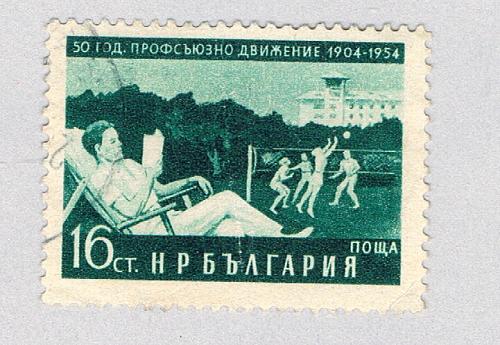 50 ГОД. ПРОФСЪЮЗНО ДВИЖЕНИЕ 1904-1954
ПОЩА
16 СТ. НР БЪЛГАРИЯ